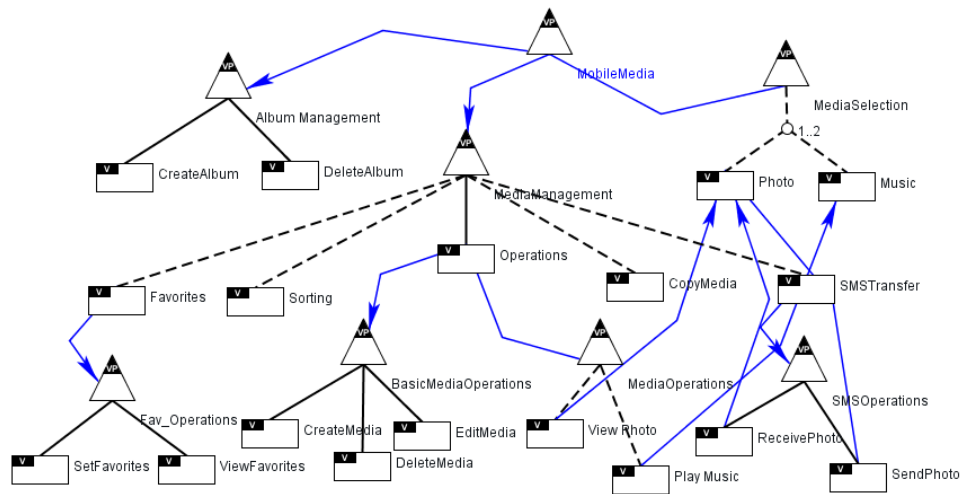 VP
MobileMedia
VP
MediaSelection
1..2
VP
Album Management
V
CreateAlbum
V
DeleteAlbum
VP
MediaManagement
V
Photo
V
Music
V
Favorites
V
Sorting
V
Operations
V
CopyMedia
V
SMSTransfer
VP
Fav_Operations
VP
BasicMediaOperations
VP
MediaOperations
VP
SMSOperations
V
SetFavorites
V
ViewFavorites
V
CreateMedia
V
DeleteMedia
V
EditMedia
V
View Photo
V
Play Music
V
ReceivePhoto
V
SendPhoto